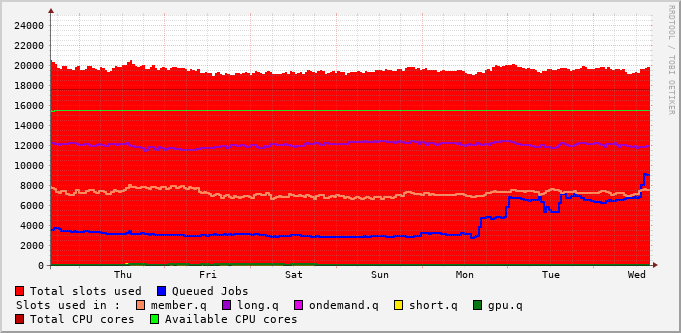 24000
22000
20000
18000
16000
14000
12000
10000
8000
6000
4000
2000
0
Thu Fri Sat Sun Mon Tue Wed
Total slots used Queued Jobs
Slots used in : member.q long.q ondemand.q short.q gpu.q
Total CPU cores Available CPU cores
RRDTOOL / TOBI OETIKER